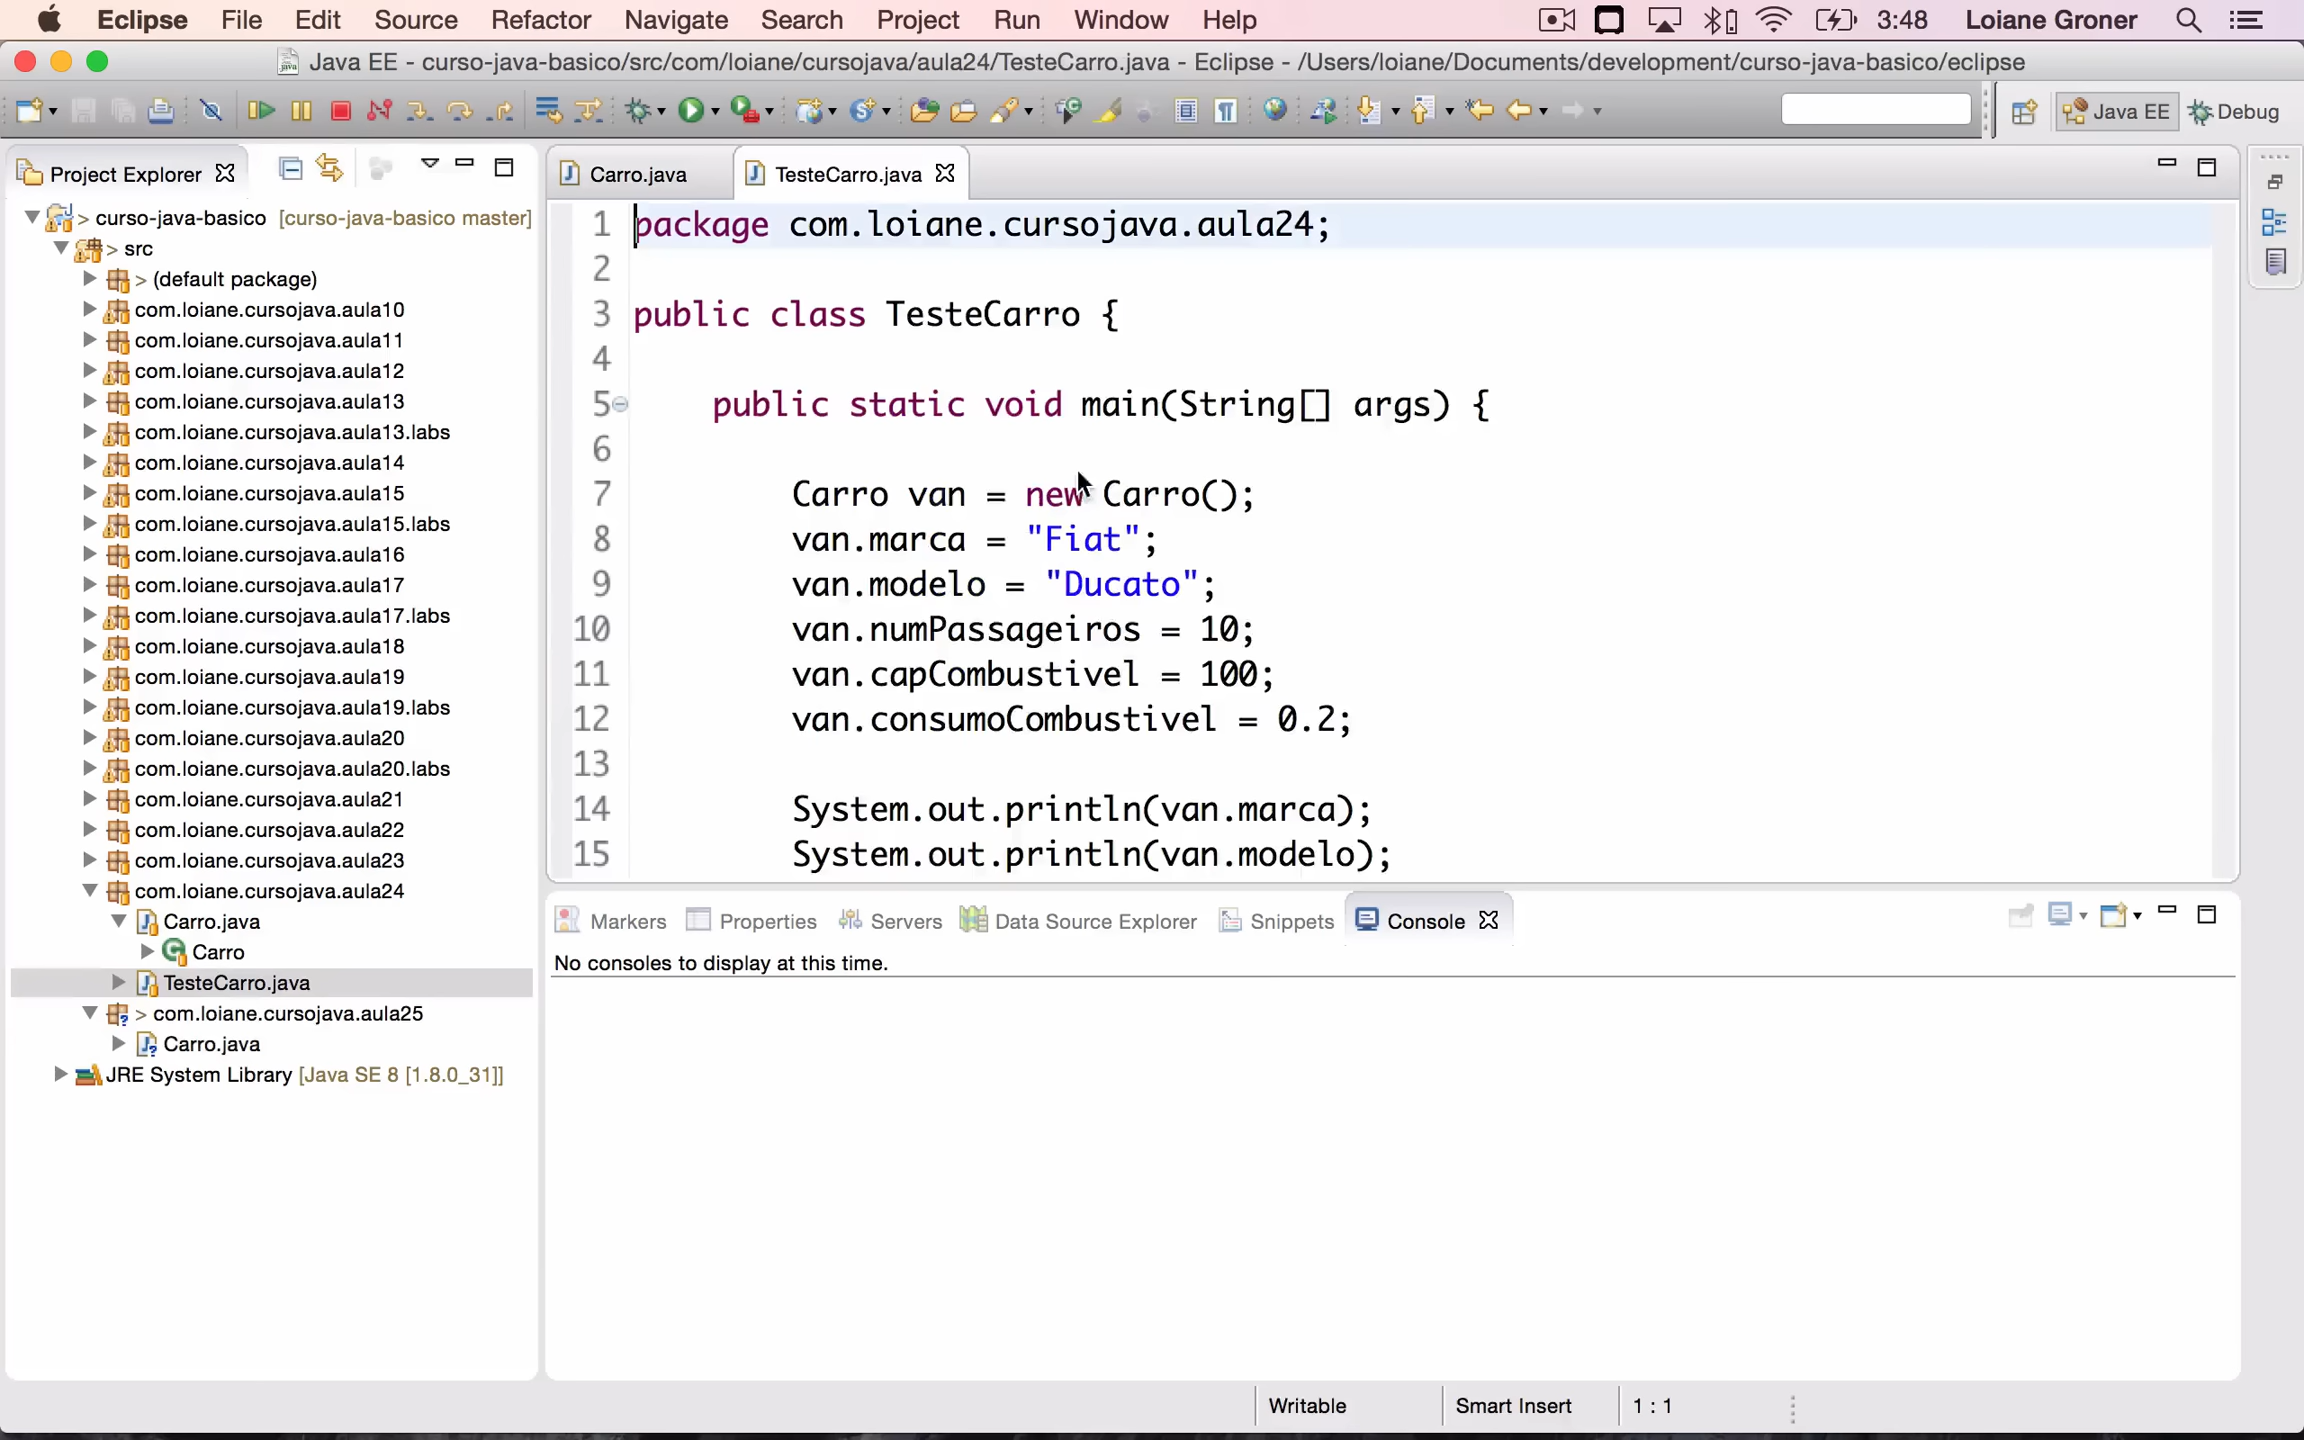 Eclipse File Edit Source Refactor Navigate Search Project Run Window Help 3:48 Loiane Groner
Java EE - curso-java-basico/src/com/loiane/cursojava/aula24/TesteCarro.java - Eclipse - /Users/loiane/Documents/development/curso-java-basico/eclipse
Java EE Debug
Project Explorer
> curso-java-basico [curso-java-basico master]
> src
> (default package)
com.loiane.cursojava.aula10
com.loiane.cursojava.aula11
com.loiane.cursojava.aula12
com.loiane.cursojava.aula13
com.loiane.cursojava.aula13.labs
com.loiane.cursojava.aula14
com.loiane.cursojava.aula15
com.loiane.cursojava.aula15.labs
com.loiane.cursojava.aula16
com.loiane.cursojava.aula17
com.loiane.cursojava.aula17.labs
com.loiane.cursojava.aula18
com.loiane.cursojava.aula19
com.loiane.cursojava.aula19.labs
com.loiane.cursojava.aula20
com.loiane.cursojava.aula20.labs
com.loiane.cursojava.aula21
com.loiane.cursojava.aula22
com.loiane.cursojava.aula23
com.loiane.cursojava.aula24
Carro.java
Carro
TesteCarro.java
> com.loiane.cursojava.aula25
Carro.java
JRE System Library [Java SE 8 [1.8.0_31]]
Carro.java TesteCarro.java
1 package com.loiane.cursojava.aula24;
2
3 public class TesteCarro {
4
5 public static void main(String[] args) {
6
7 Carro van = new Carro();
8 van.marca = "Fiat";
9 van.modelo = "Ducato";
10 van.numPassageiros = 10;
11 van.capCombustivel = 100;
12 van.consumoCombustivel = 0.2;
13
14 System.out.println(van.marca);
15 System.out.println(van.modelo);
Markers Properties Servers Data Source Explorer Snippets Console
No consoles to display at this time.
Writable Smart Insert 1 : 1